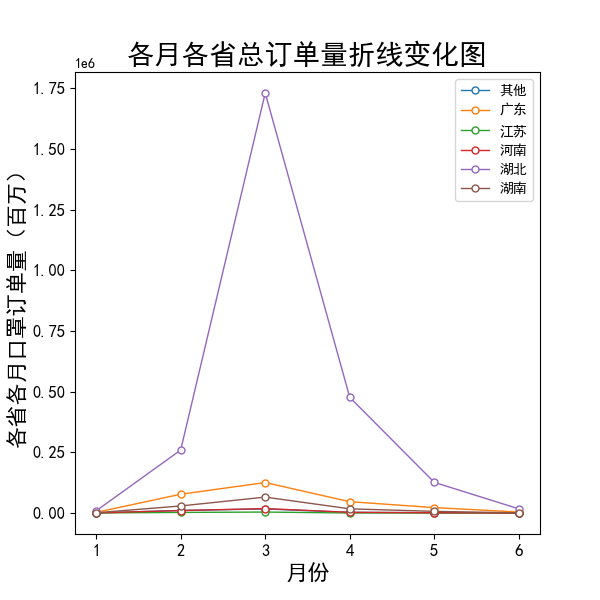 各月各省总订单量折线变化图
1e6
1.75
1.50
1.25
1.00
0.75
0.50
0.25
0.00
各省各月口罩订单量（百万）
其他
广东
江苏
河南
湖北
湖南
1 2 3 4 5 6
月份